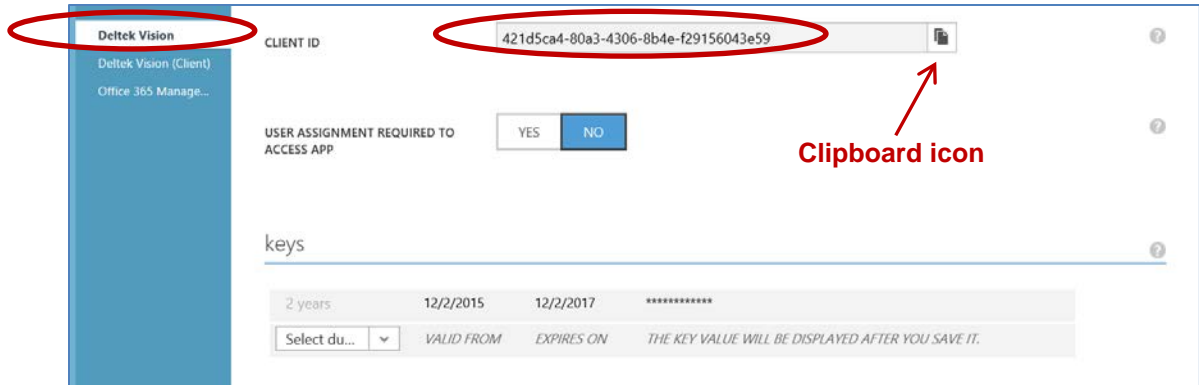 Deltek Vision
Deltek Vision (Client)
Office 365 Manage...
CLIENT ID
421d5ca4-80a3-4306-8b4e-f29156043e59
USER ASSIGNMENT REQUIRED TO
ACCESS APP
YES NO
Clipboard icon
keys
2 years 12/2/2015 12/2/2017 ************
Select du... VALID FROM EXPIRES ON THE KEY VALUE WILL BE DISPLAYED AFTER YOU SAVE IT.